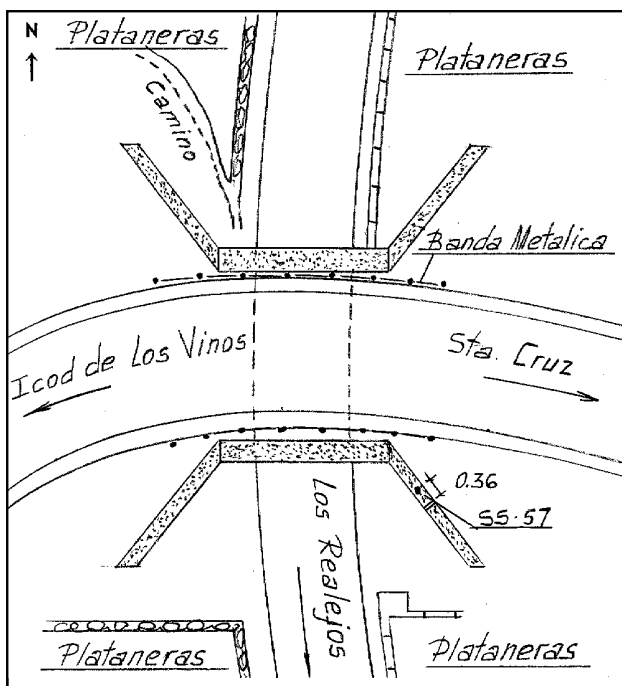 N
Plataneras
Plataneras
Camino
Banda Metalica
Icod de Los Vinos
Sta. Cruz
0.36
SS-57
Los Realejos
Plataneras
Plataneras